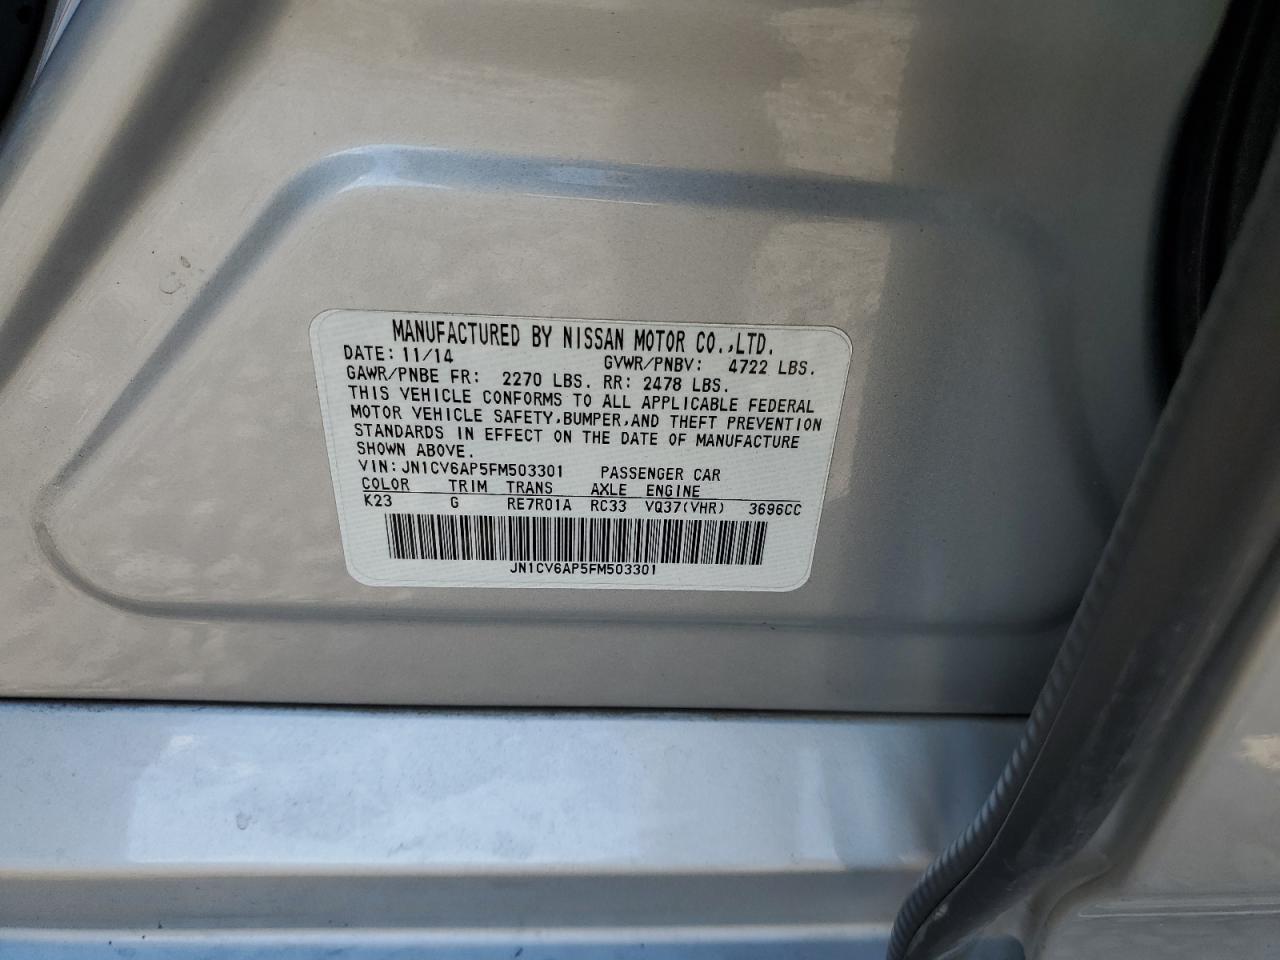 MANUFACTURED BY NISSAN MOTOR CO.,LTD.
DATE: 11/14 GVWR/PNBV: 4722 LBS.
GAWR/PNBE FR: 2270 LBS. RR: 2478 LBS.
THIS VEHICLE CONFORMS TO ALL APPLICABLE FEDERAL
MOTOR VEHICLE SAFETY,BUMPER,AND THEFT PREVENTION
STANDARDS IN EFFECT ON THE DATE OF MANUFACTURE
SHOWN ABOVE.
VIN: JN1CV6AP5FM503301 PASSENGER CAR
COLOR TRIM TRANS AXLE ENGINE
K23 G RE7R01A RC33 VQ37(VHR) 3696CC
JN1CV6AP5FM503301